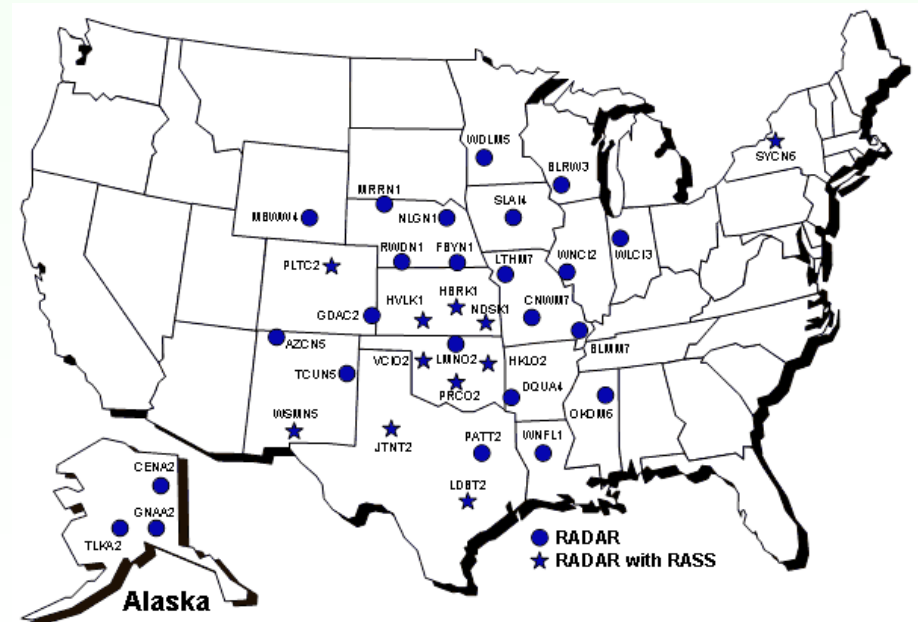 WDLM5
BLRW3
SYCN6
MRRN1
SLAI4
MBWW4
NLGN1
RWDN1
FBYN1
WNCI2
WLCI3
PLTC2
LTHM7
HBRK1
HVLK1
NDSK1
CNWM7
GDAC2
AZCN5
VCIO2
LMNO2
HKLO2
BLMM7
TCUN5
PRCO2
DQUA4
WSMN5
OKDM6
JTNT2
PATT2
WNFL1
CENA2
LDBT2
GNAA2
TLKA2
RADAR
RADAR with RASS
Alaska